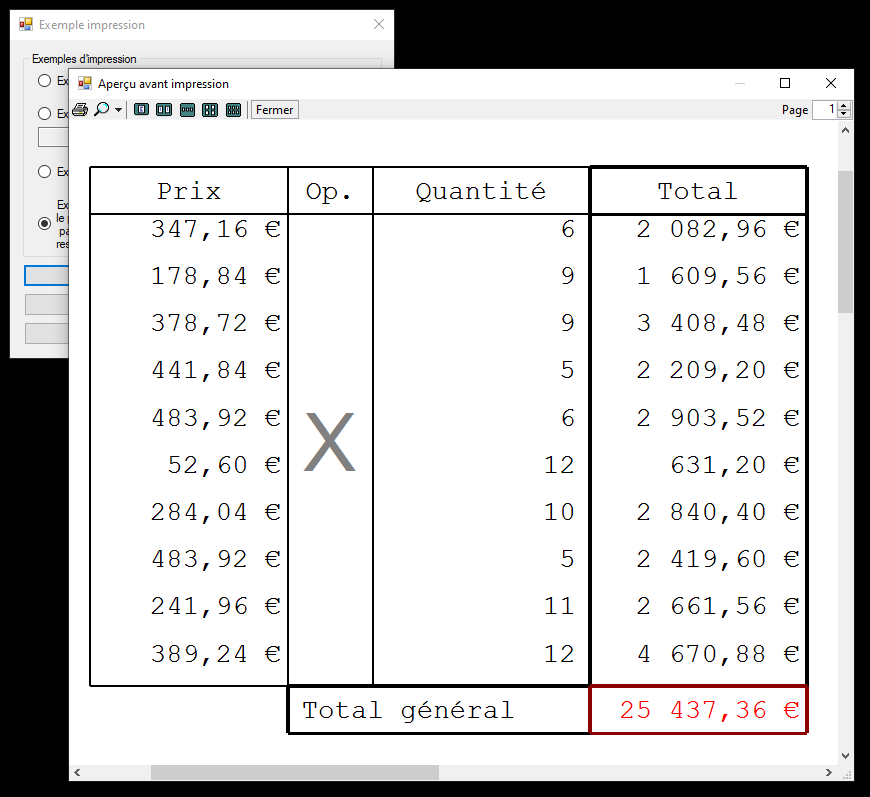 Exemple impression
Exemples d'impression
Ex
Ex
Ex
Ex
le
pa
res
Aperçu avant impression
Fermer
Page 1
Prix Op. Quantité Total
347,16 € 6 2 082,96 €
178,84 € 9 1 609,56 €
378,72 € 9 3 408,48 €
441,84 € 5 2 209,20 €
483,92 € 6 2 903,52 €
X
52,60 € 12 631,20 €
284,04 € 10 2 840,40 €
483,92 € 5 2 419,60 €
241,96 € 11 2 661,56 €
389,24 € 12 4 670,88 €
Total général 25 437,36 €